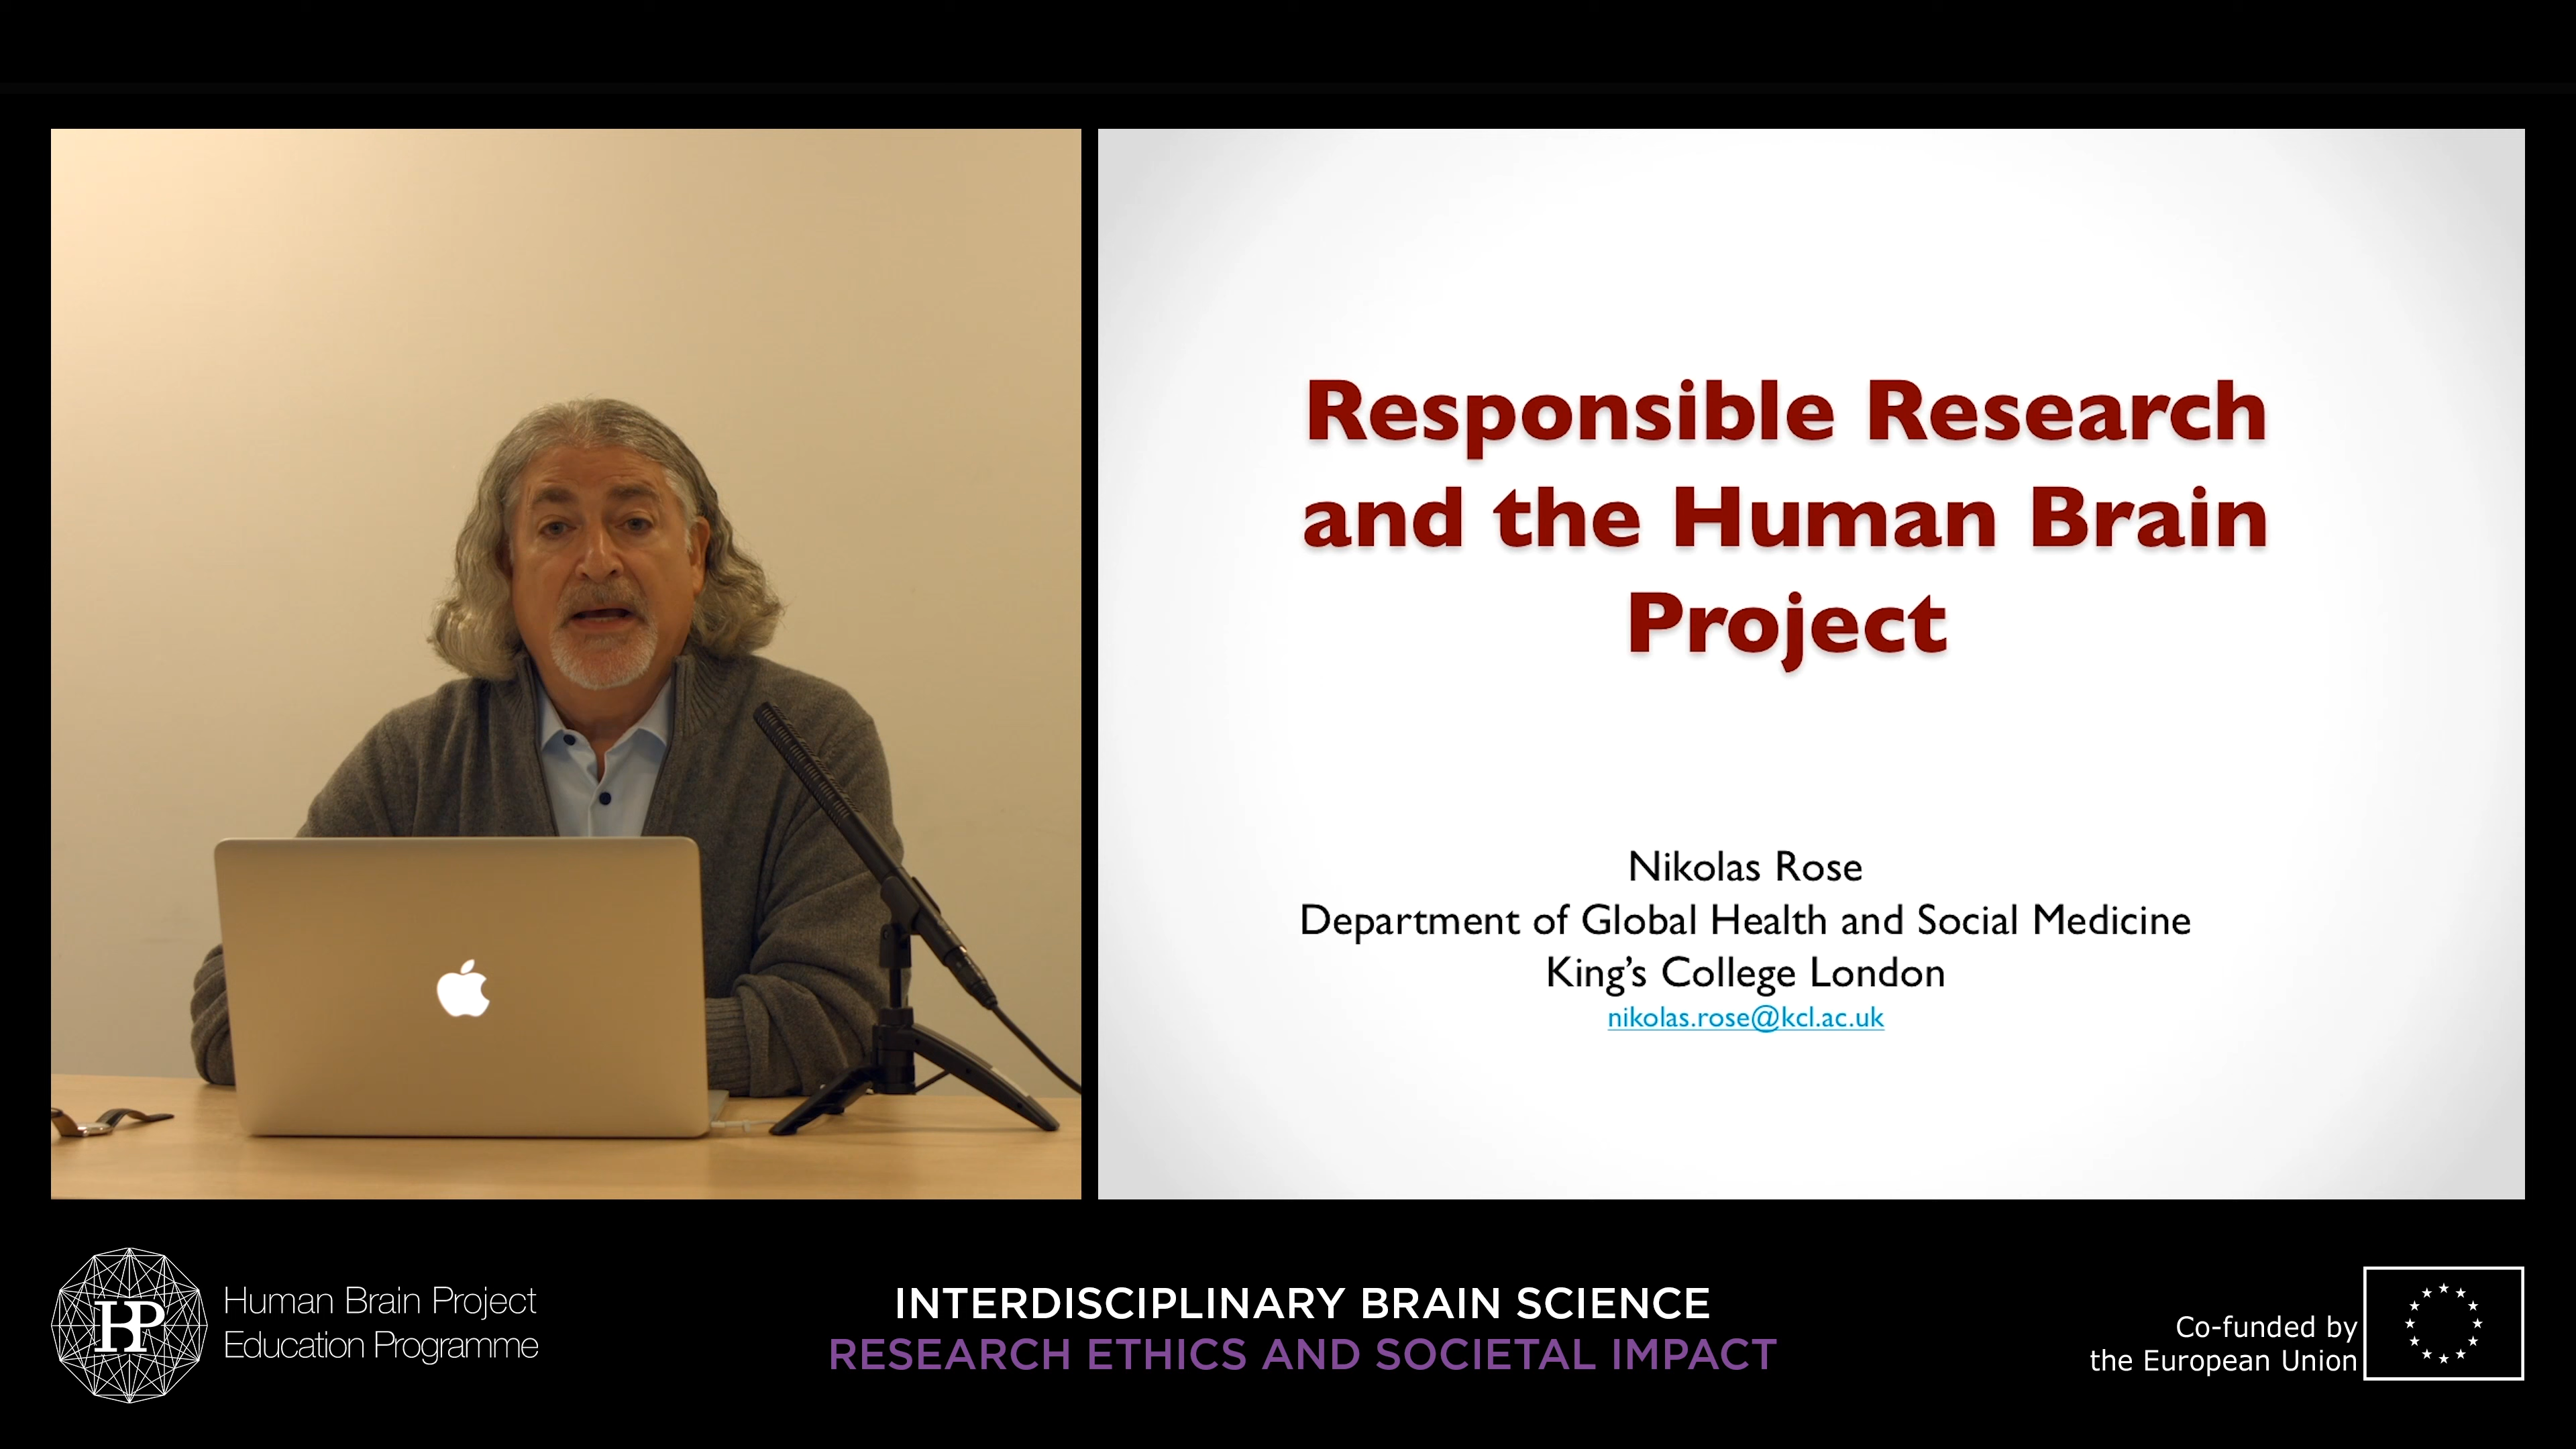 Responsible Research
and the Human Brain
Project
Nikolas Rose
Department of Global Health and Social Medicine
King’s College London
nikolas.rose@kcl.ac.uk
HP
Human Brain Project
Education Programme
INTERDISCIPLINARY BRAIN SCIENCE
RESEARCH ETHICS AND SOCIETAL IMPACT
Co-funded by
the European Union